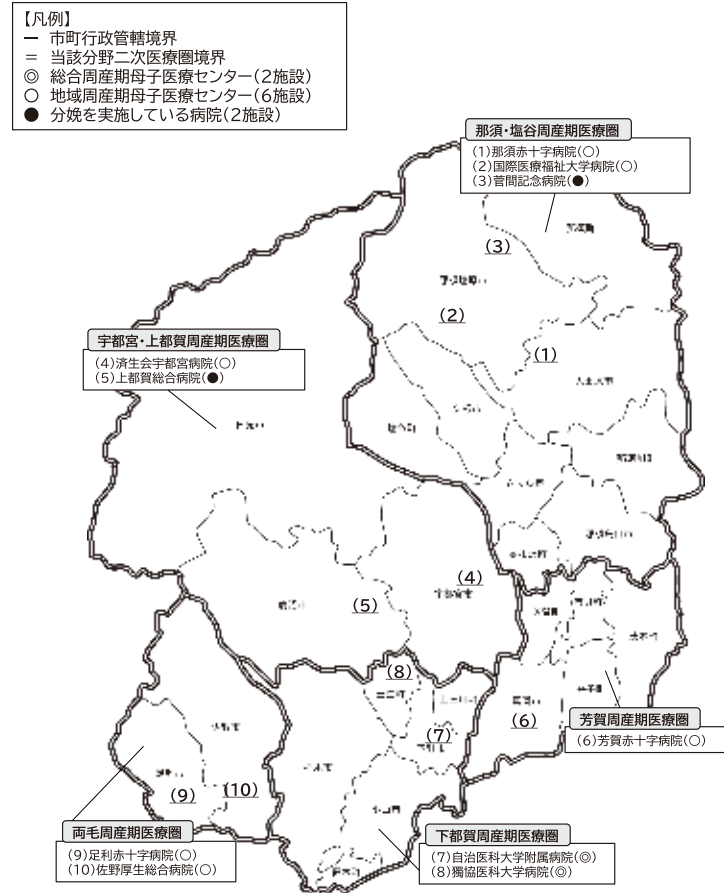 【凡例】
━ 市町行政管轄境界
＝ 当該分野二次医療圏境界
◎ 総合周産期母子医療センター(2施設)
○ 地域周産期母子医療センター(6施設)
● 分娩を実施している病院(2施設)
那須・塩谷周産期医療圏
(1)那須赤十字病院(○)
(2)国際医療福祉大学病院(○)
(3)菅間記念病院(●)
(3)
(2)
(1)
宇都宮・上都賀周産期医療圏
(4)済生会宇都宮病院(○)
(5)上都賀総合病院(●)
塩谷町
(4)
宇都宮市
(5)
(8)
(7)
(6)
芳賀周産期医療圏
(6)芳賀赤十字病院(○)
(9)
(10)
両毛周産期医療圏
(9)足利赤十字病院(○)
(10)佐野厚生総合病院(○)
下都賀周産期医療圏
(7)自治医科大学附属病院(◎)
(8)獨協医科大学病院(◎)